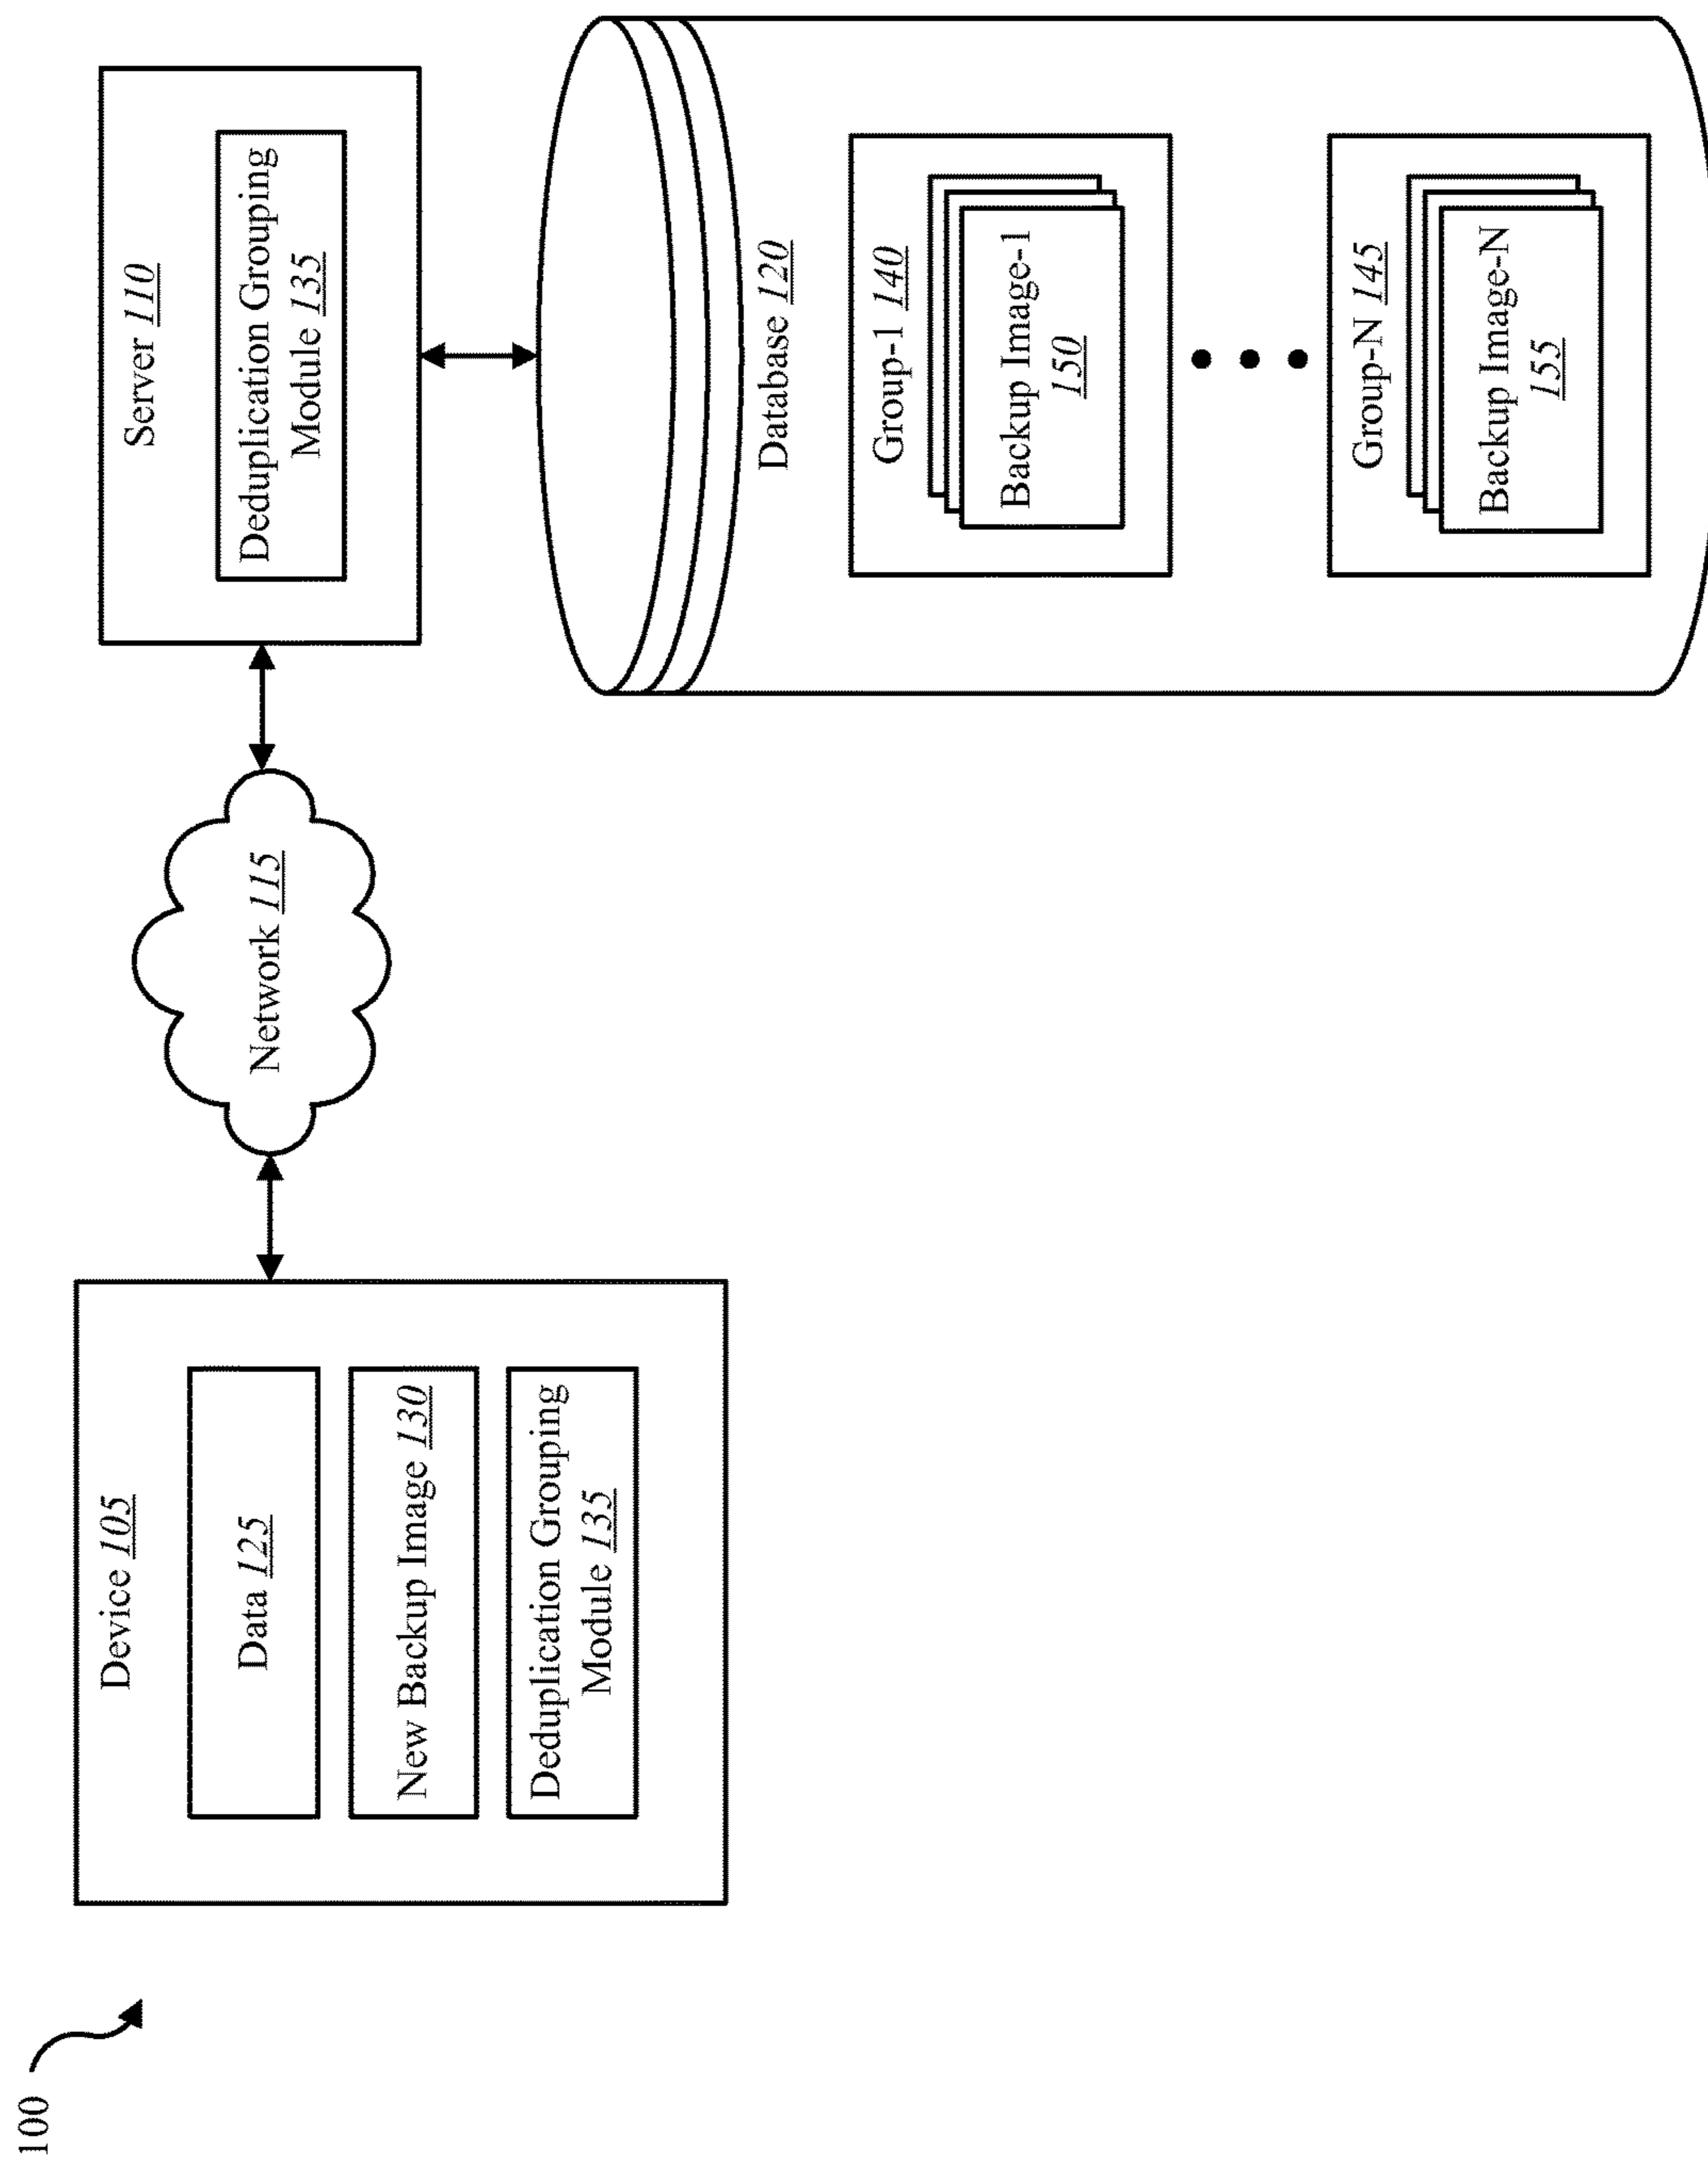 100
Device 105
Data 125
New Backup Image 130
Deduplication Grouping
Module 135
Network 115
Server 110
Deduplication Grouping
Module 135
Database 120
Group-1 140
Backup Image-1
150
Group-N 145
Backup Image-N
155